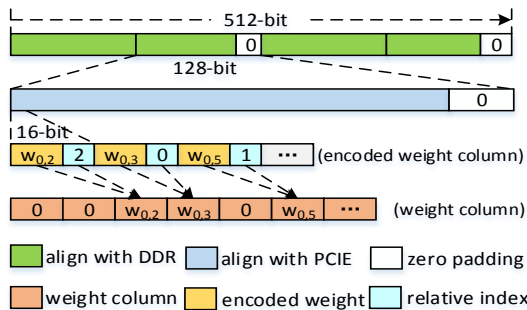 512-bit
0 0
128-bit
0
16-bit
w0,2 2 w0,3 0 w0,5 1 ... (encoded weight column)
0 0 w0,2 w0,3 0 w0,5 ... (weight column)
align with DDR align with PCIE zero padding
weight column encoded weight relative index